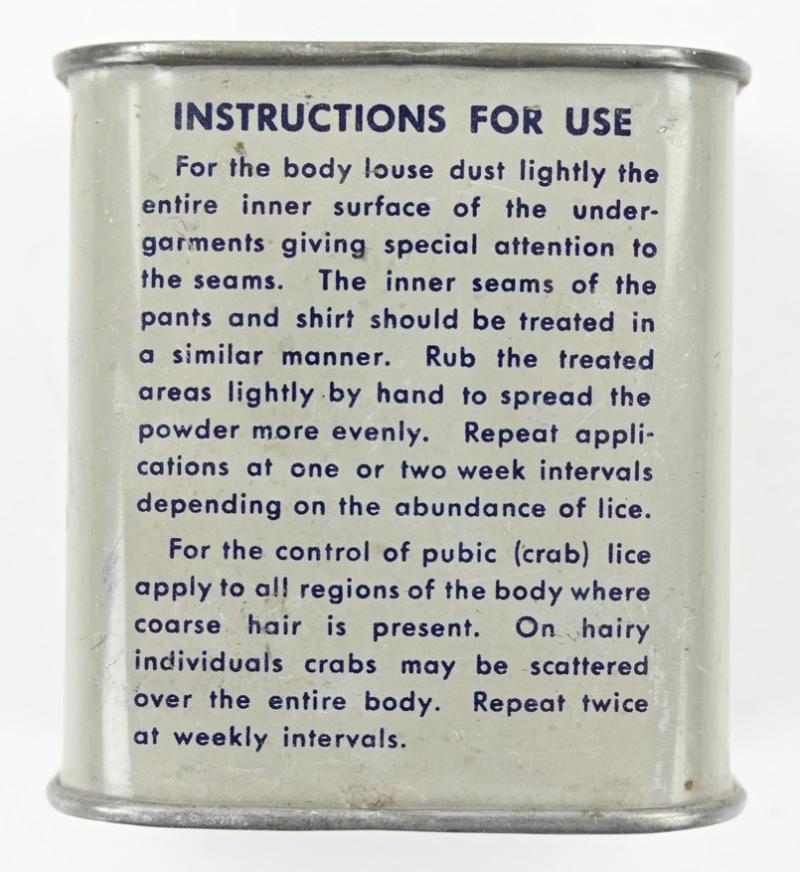 INSTRUCTIONS FOR USE
For the body louse dust lightly the
entire inner surface of the under-
garments giving special attention to
the seams. The inner seams of the
pants and shirt should be treated in
a similar manner. Rub the treated
areas lightly by hand to spread the
powder more evenly. Repeat appli-
cations at one or two week intervals
depending on the abundance of lice.
For the control of pubic (crab) lice
apply to all regions of the body where
coarse hair is present. On hairy
individuals crabs may be scattered
over the entire body. Repeat twice
at weekly intervals.